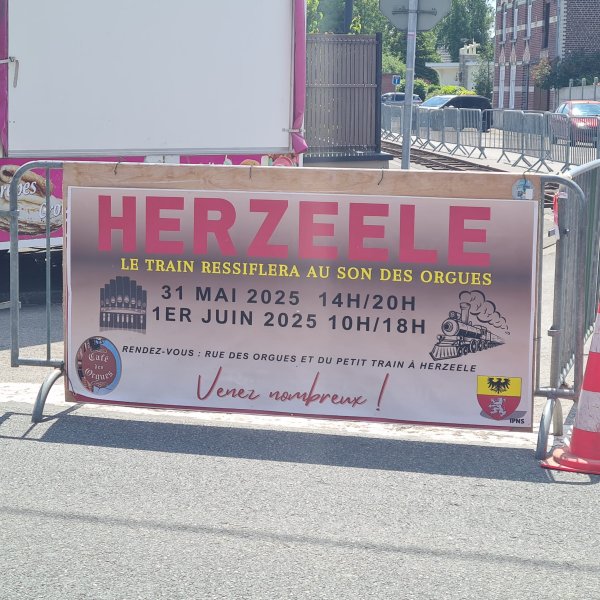 HERZEELE
LE TRAIN RESSIFLERA AU SON DES ORGUES
31 MAI 2025 14H/20H
1ER JUIN 2025 10H/18H
RENDEZ-VOUS : RUE DES ORGUES ET DU PETIT TRAIN À HERZEELE
Café
des
Orgues
Venez nombreux !
IPNS